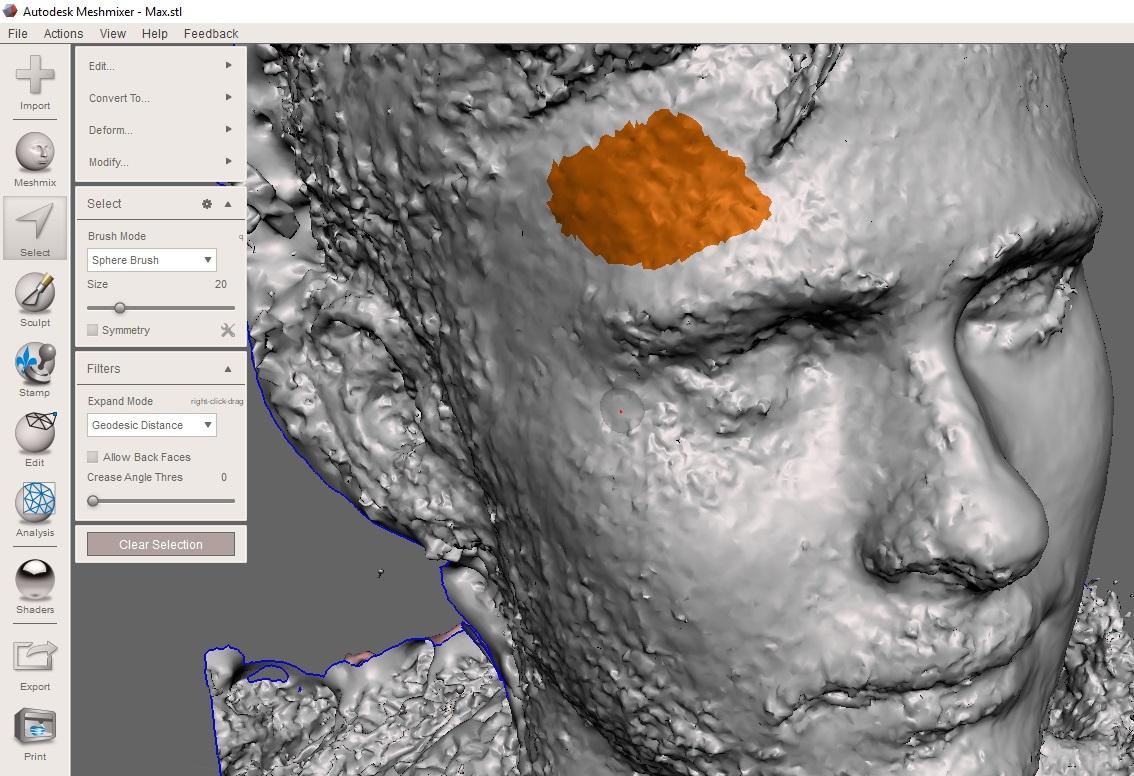 Autodesk Meshmixer - Max.stl
File Actions View Help Feedback
Import
Meshmix
Select
Sculpt
Stamp
Edit
Analysis
Shaders
Export
Print
Edit...
Convert To...
Deform...
Modify...
Select
Brush Mode q
Sphere Brush
Size 20
Symmetry
Filters
Expand Mode right-click-drag
Geodesic Distance
Allow Back Faces
Crease Angle Thres 0
Clear Selection